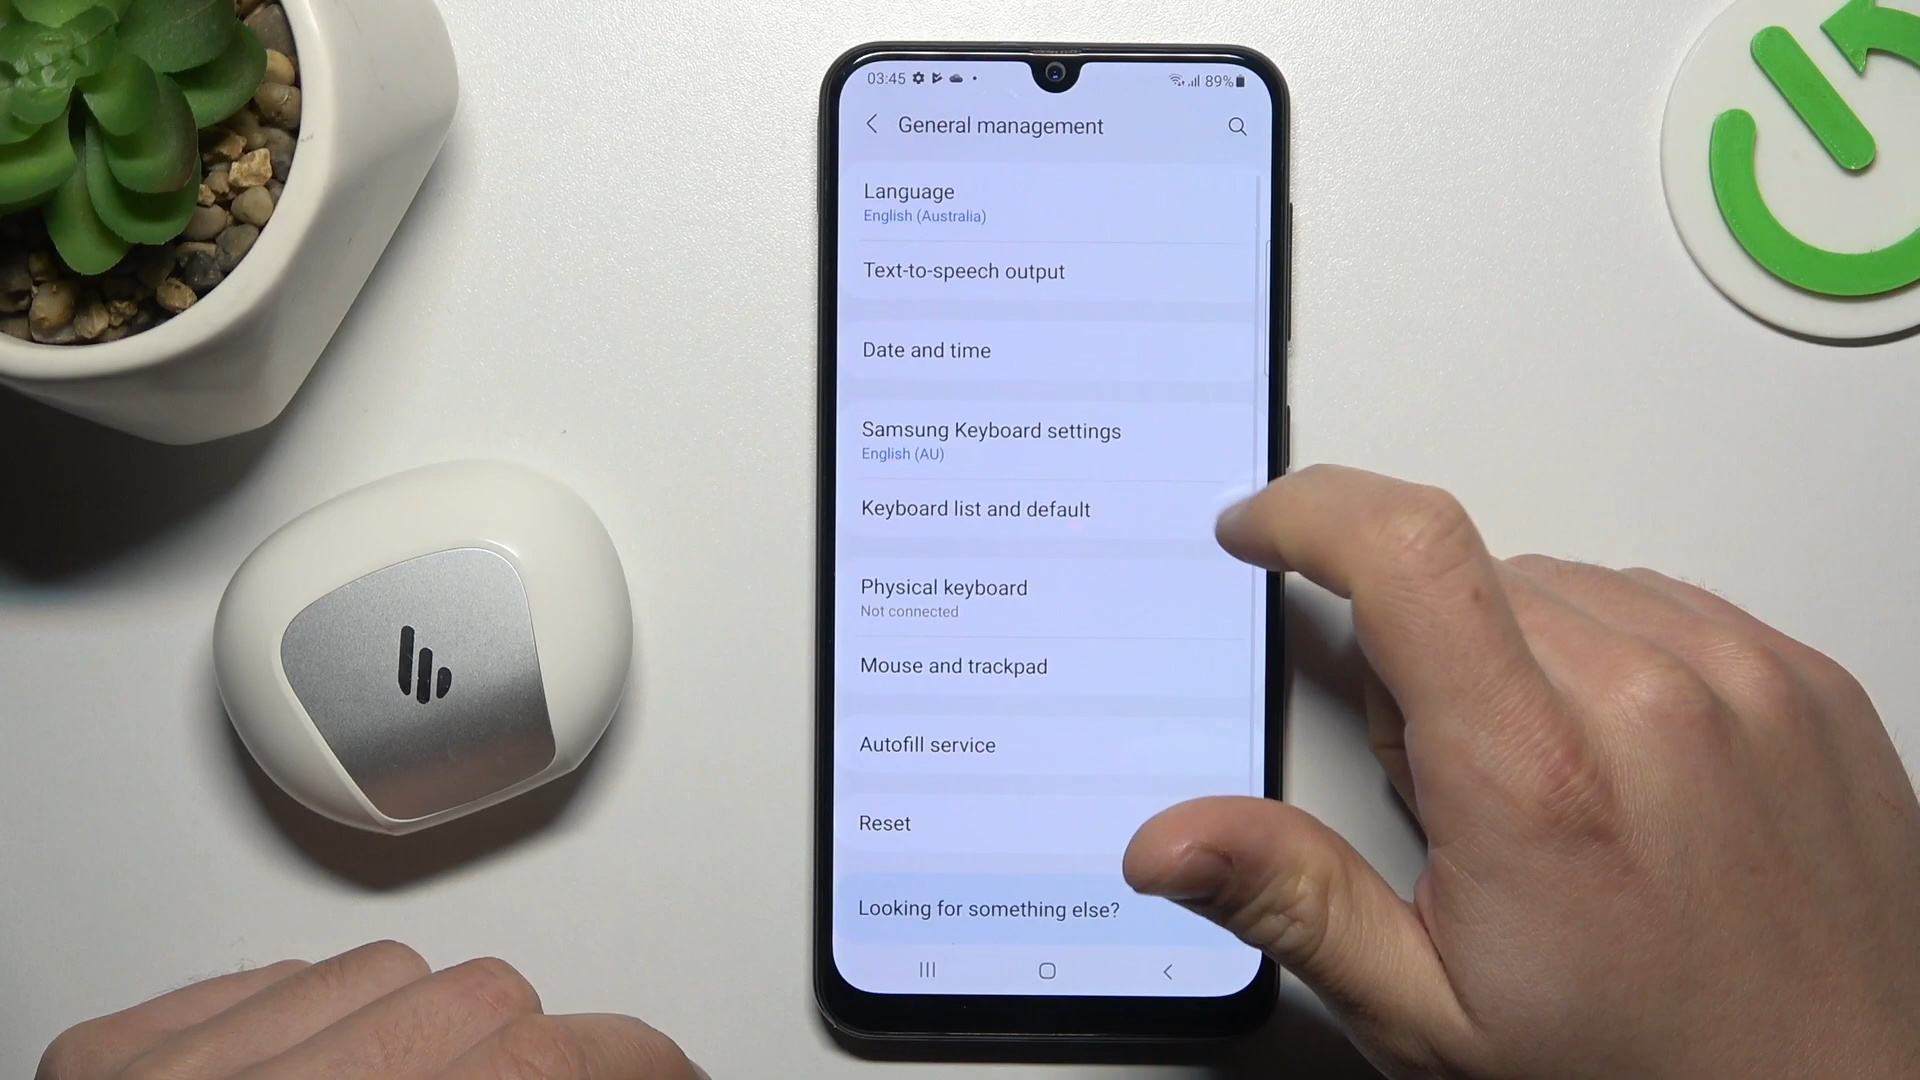 03:45
89%
General management
Language
English (Australia)
Text-to-speech output
Date and time
Samsung Keyboard settings
English (AU)
Keyboard list and default
Physical keyboard
Not connected
Mouse and trackpad
Autofill service
Reset
Looking for something else?